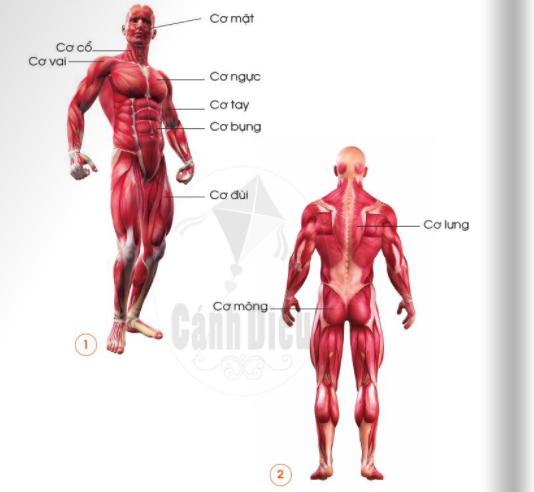 Cơ mặt
Cơ cổ
Cơ vai
Cơ ngực
Cơ tay
Cơ bụng
Cơ đùi
Cơ lưng
Cơ mông
Cánh Diều
1
2